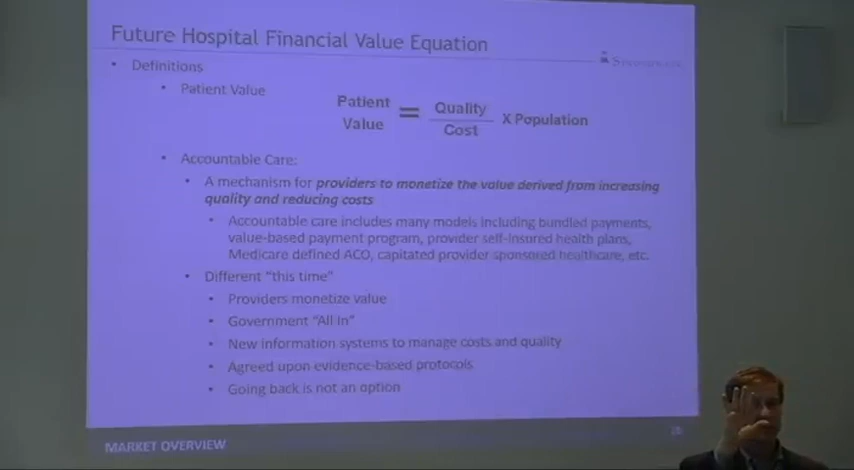 Future Hospital Financial Value Equation
• Definitions
• Patient Value
Patient Value = Quality / Cost X Population
• Accountable Care:
• A mechanism for providers to monetize the value derived from increasing
quality and reducing costs
• Accountable care includes many models including bundled payments,
value-based payment program, provider self-insured health plans,
Medicare defined ACO, capitated provider sponsored healthcare, etc.
• Different “this time”
• Providers monetize value
• Government “All In”
• New information systems to manage costs and quality
• Agreed upon evidence-based protocols
• Going back is not an option
MARKET OVERVIEW